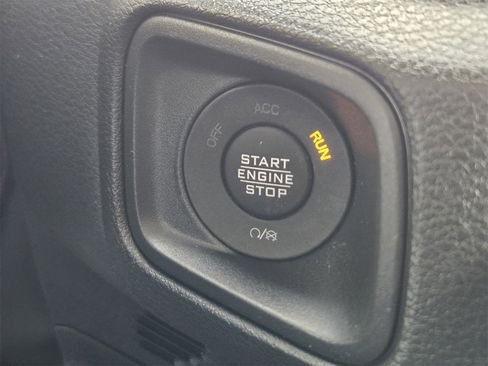 OFF
ACC
RUN
START
ENGINE
STOP